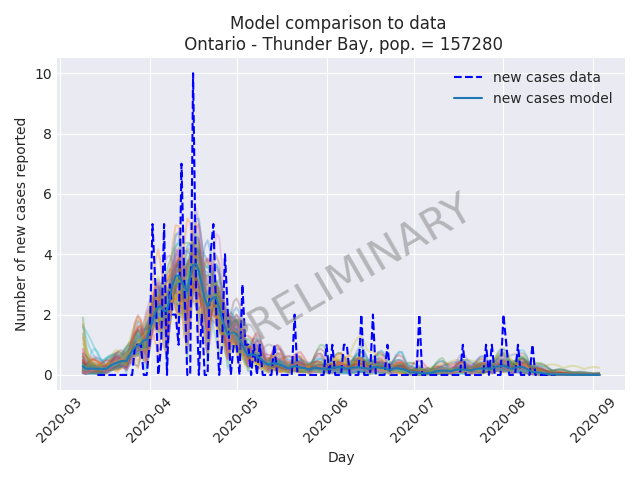 Model comparison to data
Ontario - Thunder Bay, pop. = 157280
new cases data
new cases model
Number of new cases reported
10
8
6
4
2
0
PRELIMINARY
2020-03
2020-04
2020-05
2020-06
2020-07
2020-08
2020-09
Day